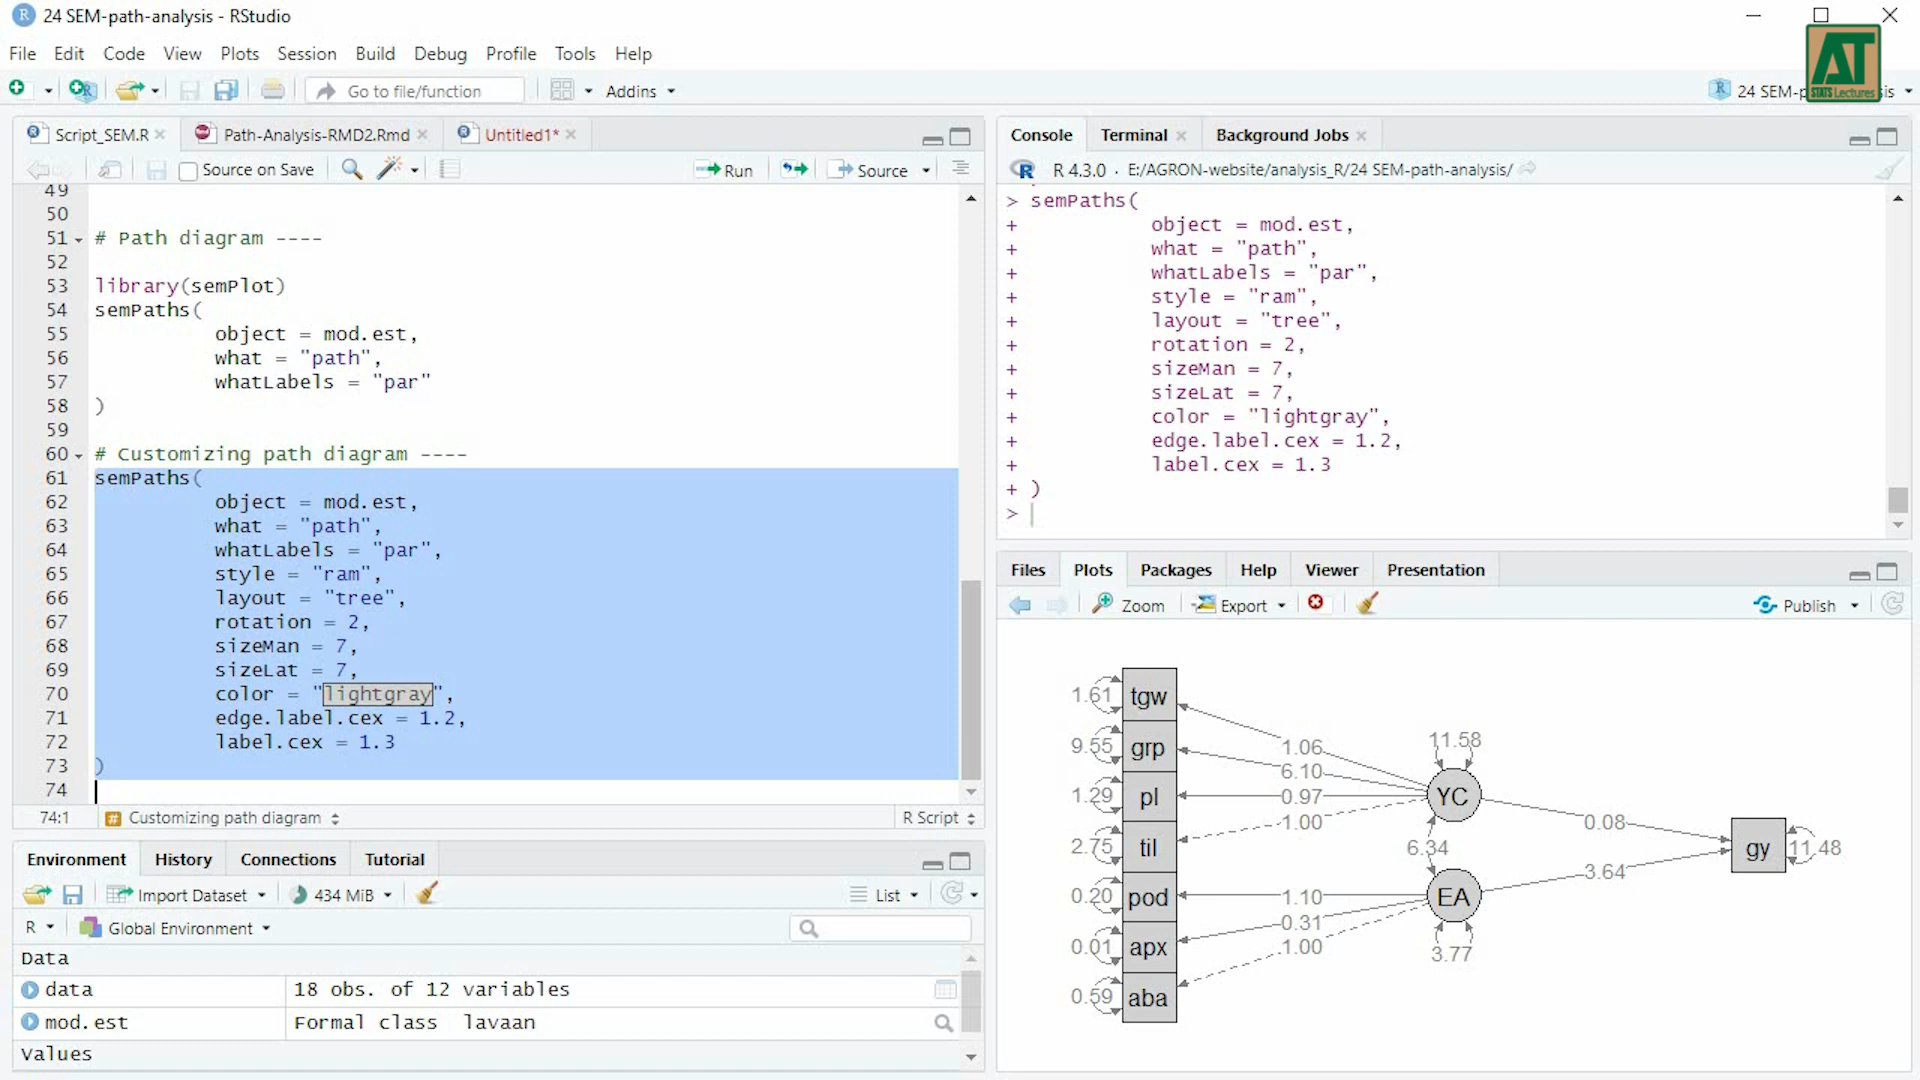 24 SEM-path-analysis - RStudio
File Edit Code View Plots Session Build Debug Profile Tools Help
Go to file/function Addins 24 SEM-p is
AT
STATS Lectures
Script_SEM.R Path-Analysis-RMD2.Rmd Untitled1*
Source on Save Run Source
49
50
51 # Path diagram ----
52
53 library(semPlot)
54 semPaths(
55 object = mod.est,
56 what = "path",
57 whatLabels = "par"
58 )
59
60 # Customizing path diagram ----
61 semPaths(
62 object = mod.est,
63 what = "path",
64 whatLabels = "par",
65 style = "ram",
66 layout = "tree",
67 rotation = 2,
68 sizeMan = 7,
69 sizeLat = 7,
70 color = "lightgray",
71 edge.label.cex = 1.2,
72 label.cex = 1.3
73 )
74
74:1 # Customizing path diagram R Script
Environment History Connections Tutorial
Import Dataset 434 MiB List
R Global Environment
Data
data 18 obs. of 12 variables
mod.est Formal class lavaan
Values
Console Terminal Background Jobs
R R 4.3.0 · E:/AGRON-website/analysis_R/24 SEM-path-analysis/
> semPaths(
+ object = mod.est,
+ what = "path",
+ whatLabels = "par",
+ style = "ram",
+ layout = "tree",
+ rotation = 2,
+ sizeMan = 7,
+ sizeLat = 7,
+ color = "lightgray",
+ edge.label.cex = 1.2,
+ label.cex = 1.3
+ )
>
Files Plots Packages Help Viewer Presentation
Zoom Export Publish
1.61 tgw
9.55 grp
1.29 pl
2.75 til
0.20 pod
0.01 apx
0.59 aba
1.06
6.10
0.97
1.00
1.10
0.31
1.00
11.58
YC
6.34
EA
3.77
0.08
3.64
gy 11.48